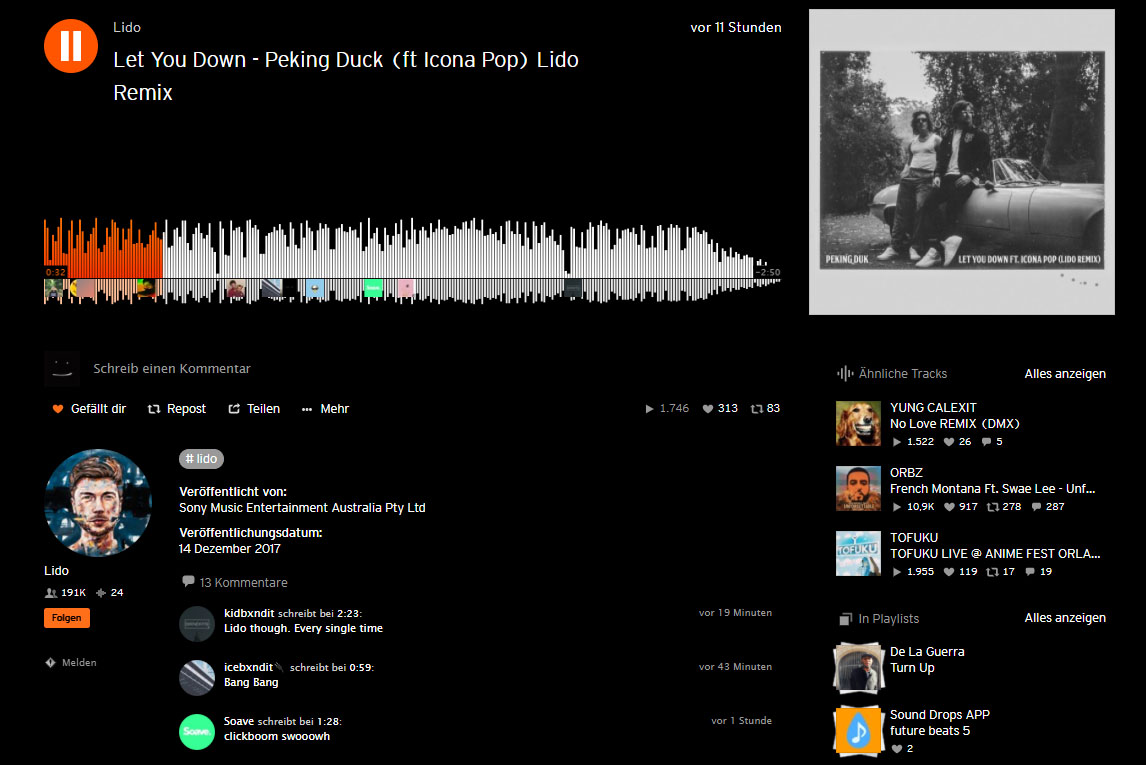 Lido
vor 11 Stunden
Let You Down - Peking Duck (ft Icona Pop) Lido
Remix
PEKING DUK
LET YOU DOWN FT. ICONA POP (LIDO REMIX)
0:32
-2:50
Soave.
Schreib einen Kommentar
Gefällt dir
Repost
Teilen
Mehr
1.746
313
83
# lido
Veröffentlicht von:
Sony Music Entertainment Australia Pty Ltd
Veröffentlichungsdatum:
14 Dezember 2017
Lido
191K
24
Folgen
Melden
13 Kommentare
kidbxndit schreibt bei 2:23:
vor 19 Minuten
Lido though. Every single time
icebxndit schreibt bei 0:59:
vor 43 Minuten
Bang Bang
Soave.
Soave schreibt bei 1:28:
vor 1 Stunde
clickboom swooowh
Ähnliche Tracks
Alles anzeigen
YUNG CALEXIT
No Love REMIX (DMX)
1.522
26
5
ORBZ
French Montana Ft. Swae Lee - Unf...
10,9K
917
278
287
TOFUKU
TOFUKU
TOFUKU LIVE @ ANIME FEST ORLA...
1.955
119
17
19
In Playlists
Alles anzeigen
De La Guerra
Turn Up
Sound Drops APP
future beats 5
2